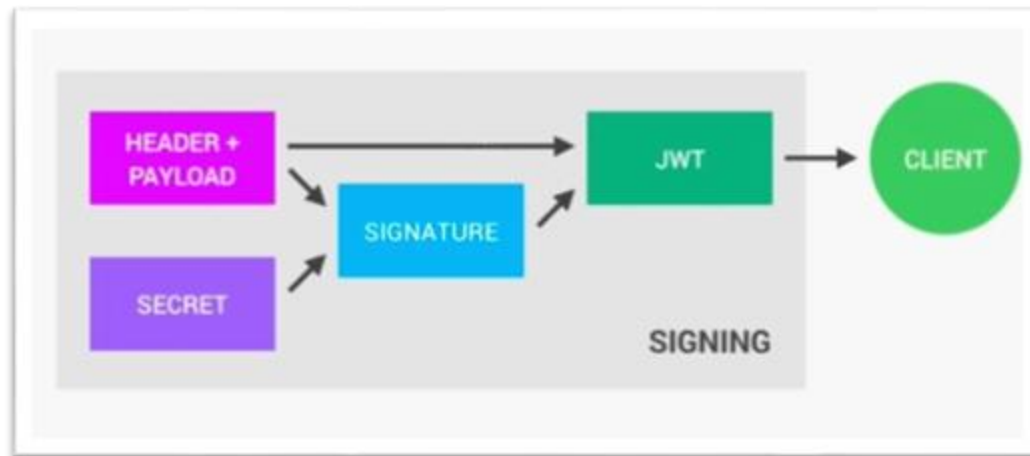 HEADER +
PAYLOAD
JWT
CLIENT
SIGNATURE
SECRET
SIGNING